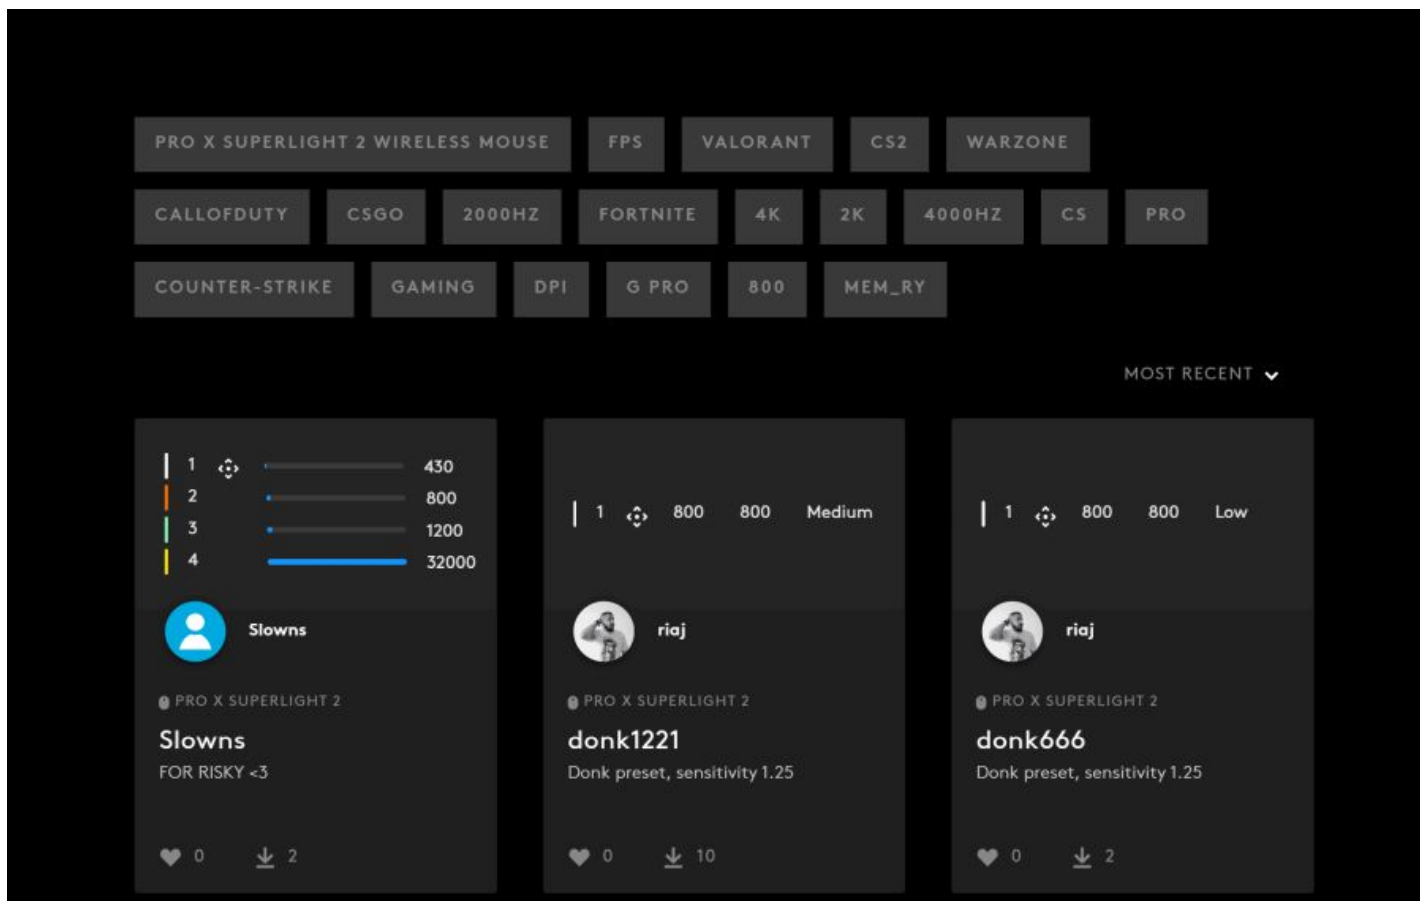 PRO X SUPERLIGHT 2 WIRELESS MOUSE FPS VALORANT CS2 WARZONE
CALLOFDUTY CSGO 2000HZ FORTNITE 4K 2K 4000HZ CS PRO
COUNTER-STRIKE GAMING DPI G PRO 800 MEM_RY
MOST RECENT
1 430
2 800
3 1200
4 32000
Slowns
PRO X SUPERLIGHT 2
Slowns
FOR RISKY <3
0 2
1 800 800 Medium
riaj
PRO X SUPERLIGHT 2
donk1221
Donk preset, sensitivity 1.25
0 10
1 800 800 Low
riaj
PRO X SUPERLIGHT 2
donk666
Donk preset, sensitivity 1.25
0 2